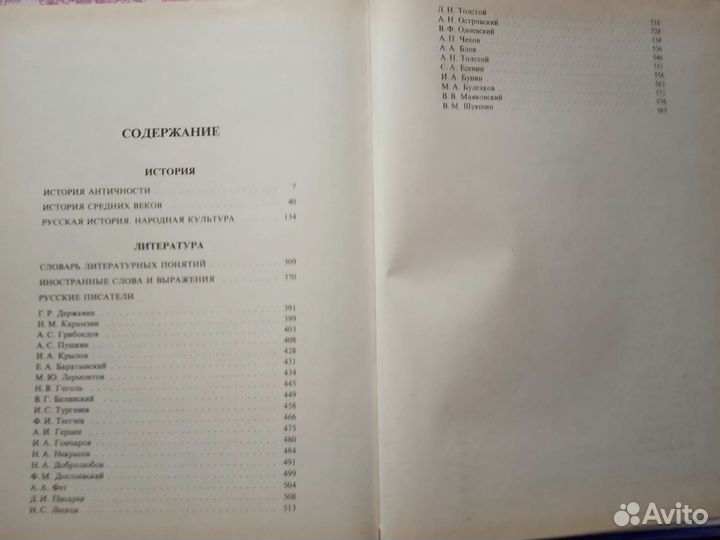 СОДЕРЖАНИЕ
ИСТОРИЯ
ИСТОРИЯ АНТИЧНОСТИ 7
ИСТОРИЯ СРЕДНИХ ВЕКОВ 46
РУССКАЯ ИСТОРИЯ. НАРОДНАЯ КУЛЬТУРА 134
ЛИТЕРАТУРА
СЛОВАРЬ ЛИТЕРАТУРНЫХ ПОНЯТИЙ 309
ИНОСТРАННЫЕ СЛОВА И ВЫРАЖЕНИЯ 370
РУССКИЕ ПИСАТЕЛИ
Г. Р. Державин 391
Н. М. Карамзин 399
А. С. Грибоедов 403
А. С. Пушкин 408
И. А. Крылов 428
Е. А. Баратынский 431
М. Ю. Лермонтов 434
Н. В. Гоголь 445
В. Г. Белинский 449
И. С. Тургенев 458
Ф. И. Тютчев 466
А. И. Герцен 475
И. А. Гончаров 480
Н. А. Некрасов 484
Н. А. Добролюбов 491
Ф. М. Достоевский 499
А. А. Фет 504
Д. И. Писарев 508
Н. С. Лесков 513
Л. Н. Толстой 516
А. Н. Островский 528
В. Ф. Одоевский 534
А. П. Чехов 536
А. А. Блок 546
А. Н. Толстой 551
С. А. Есенин 556
И. А. Бунин 565
М. А. Булгаков 571
В. В. Маяковский 576
В. М. Шукшин 585
Avito